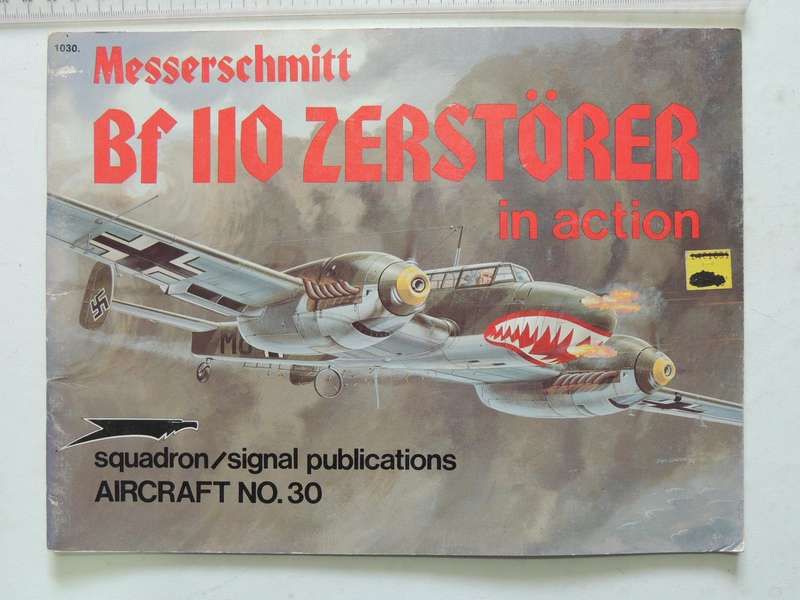 1030.
Messerschmitt
Bf 110 ZERSTÖRER
in action
squadron/signal publications
AIRCRAFT NO. 30